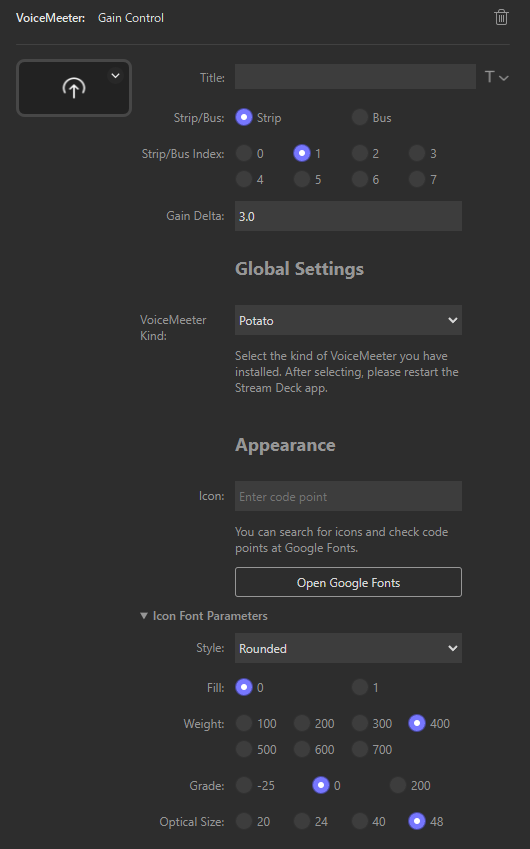 VoiceMeeter: Gain Control
Title:
T
Strip/Bus: Strip Bus
Strip/Bus Index: 0 1 2 3
4 5 6 7
Gain Delta: 3.0
Global Settings
VoiceMeeter Kind: Potato
Select the kind of VoiceMeeter you have
installed. After selecting, please restart the
Stream Deck app.
Appearance
Icon: Enter code point
You can search for icons and check code
points at Google Fonts.
Open Google Fonts
Icon Font Parameters
Style: Rounded
Fill: 0 1
Weight: 100 200 300 400
500 600 700
Grade: -25 0 200
Optical Size: 20 24 40 48